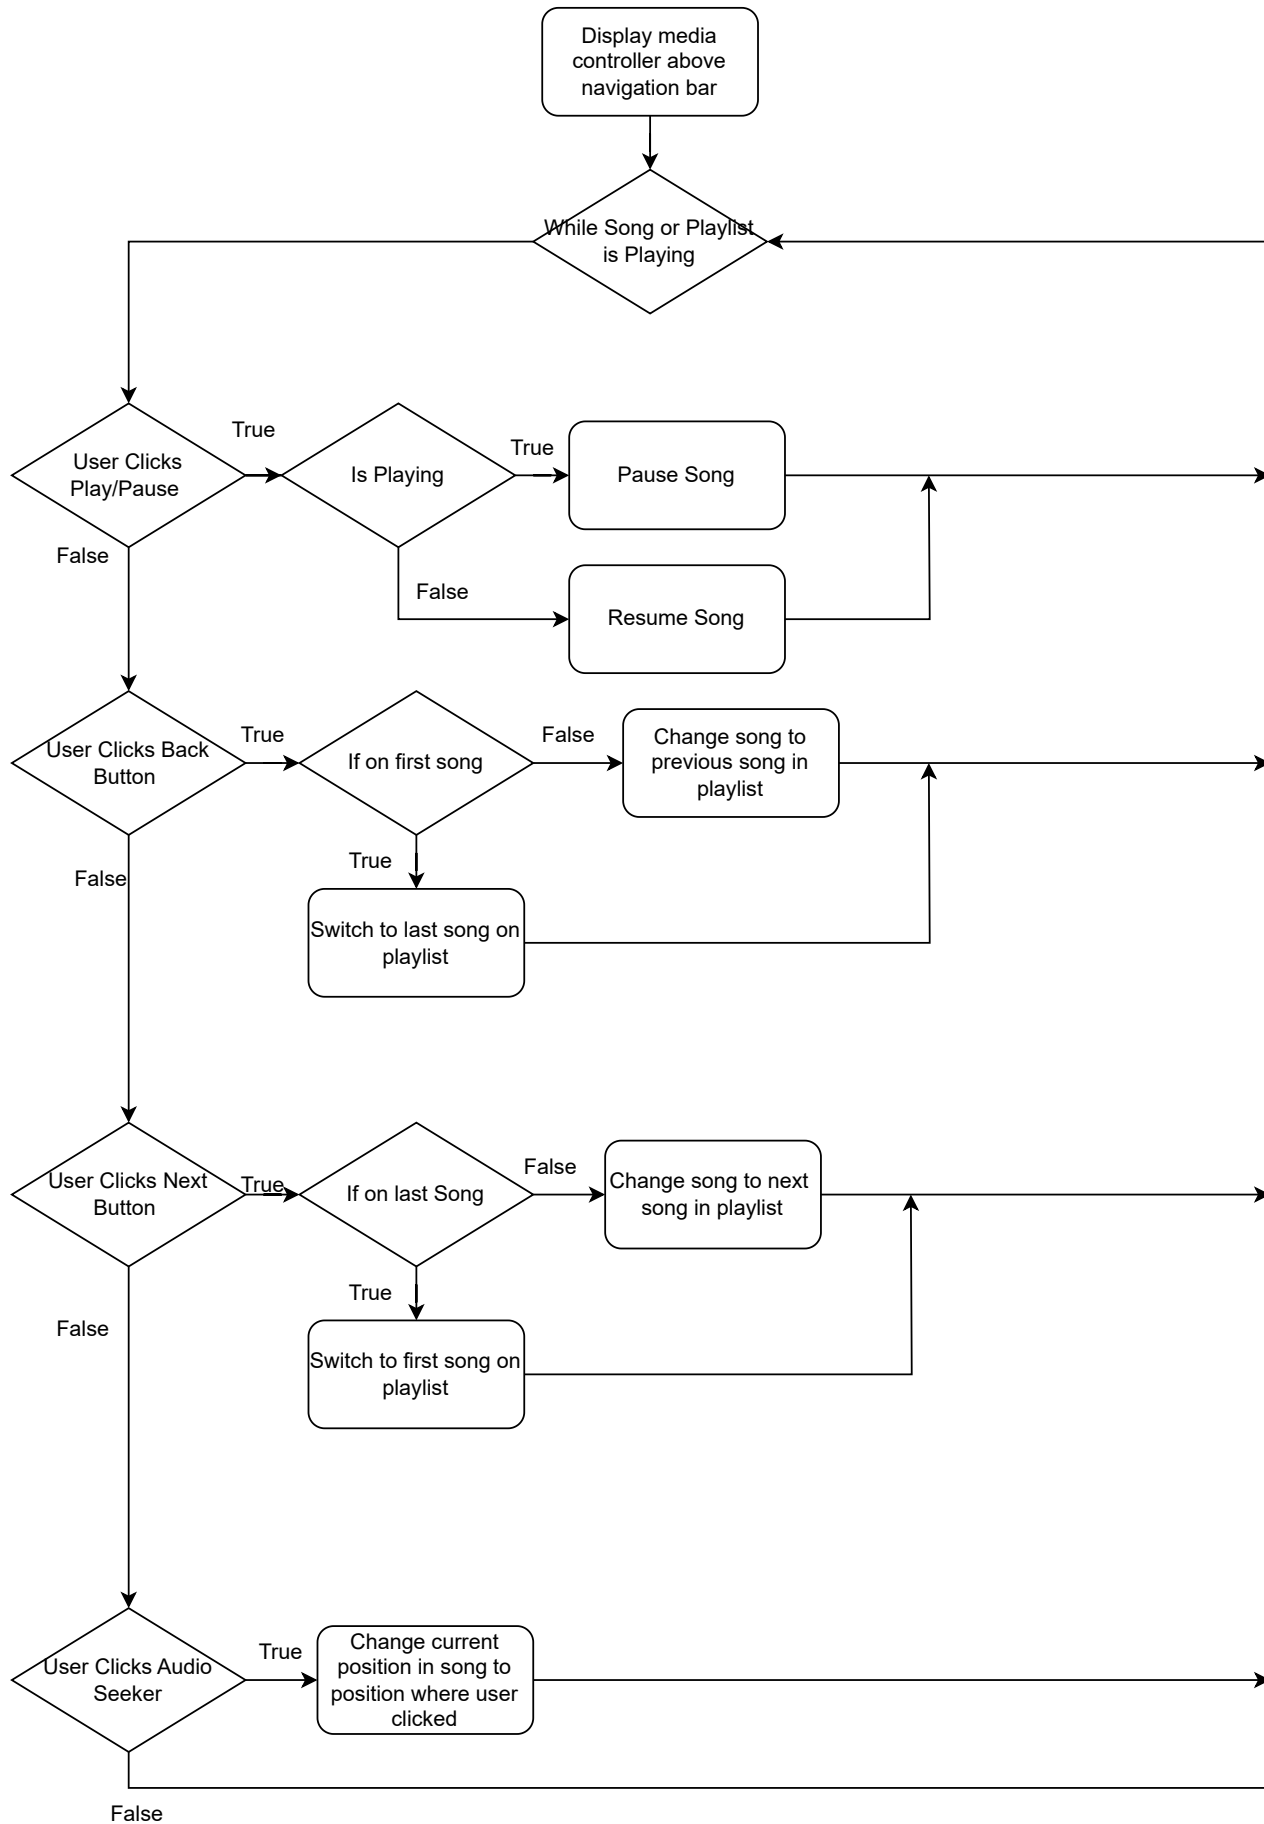 Display media
controller above
navigation bar
While Song or Playlist
is Playing
User Clicks
Play/Pause
True
Is Playing
True
Pause Song
False
False
Resume Song
User Clicks Back
Button
True
If on first song
False
Change song to
previous song in
playlist
True
False
Switch to last song on
playlist
User Clicks Next
Button
True
If on last Song
False
Change song to next
song in playlist
True
False
Switch to first song on
playlist
User Clicks Audio
Seeker
True
Change current
position in song to
position where user
clicked
False